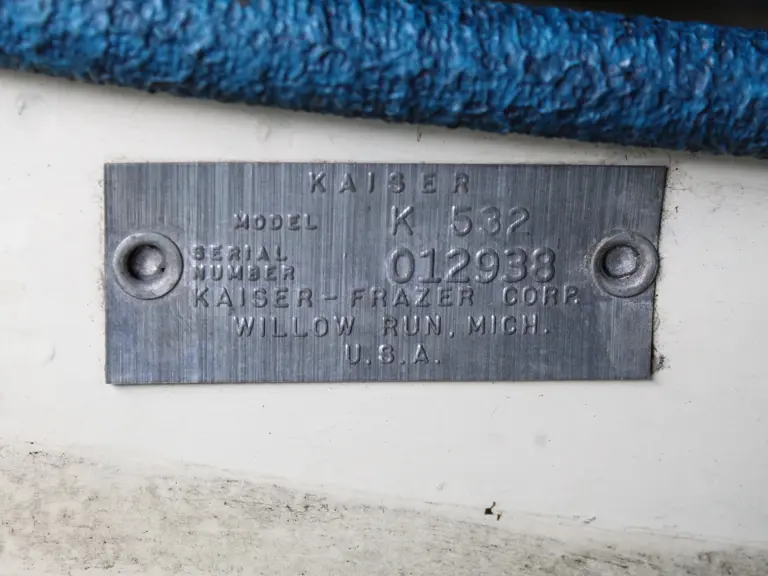 KAISER
MODEL K 532
SERIAL NUMBER 012938
KAISER-FRAZER CORP.
WILLOW RUN, MICH.
U.S.A.